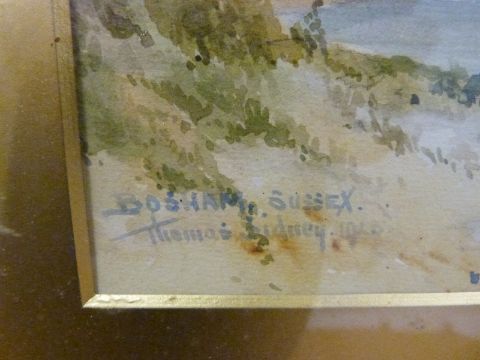 BOSHAM, SUSSEX.
Thomas Sidney.